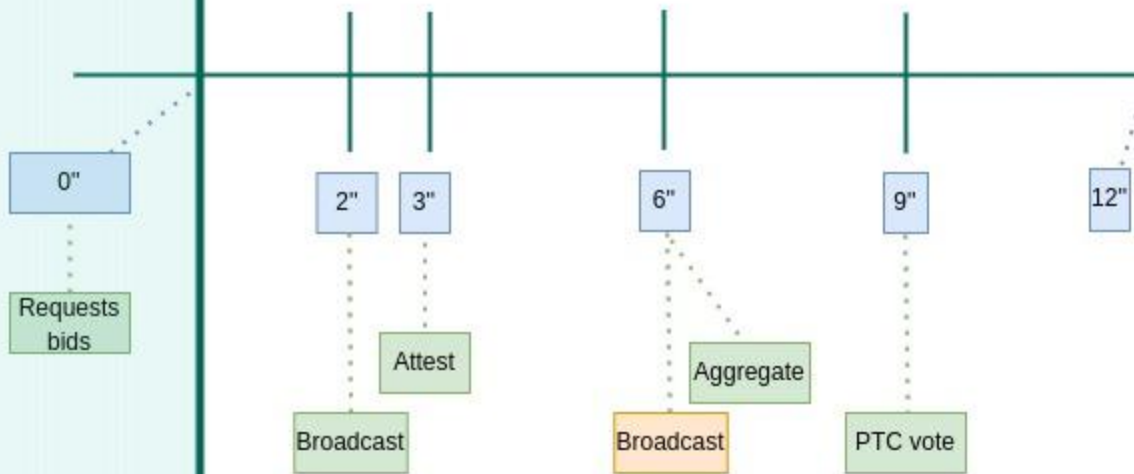 0"
2"
3"
6"
9"
12"
Requests
bids
Attest
Aggregate
Broadcast
Broadcast
PTC vote